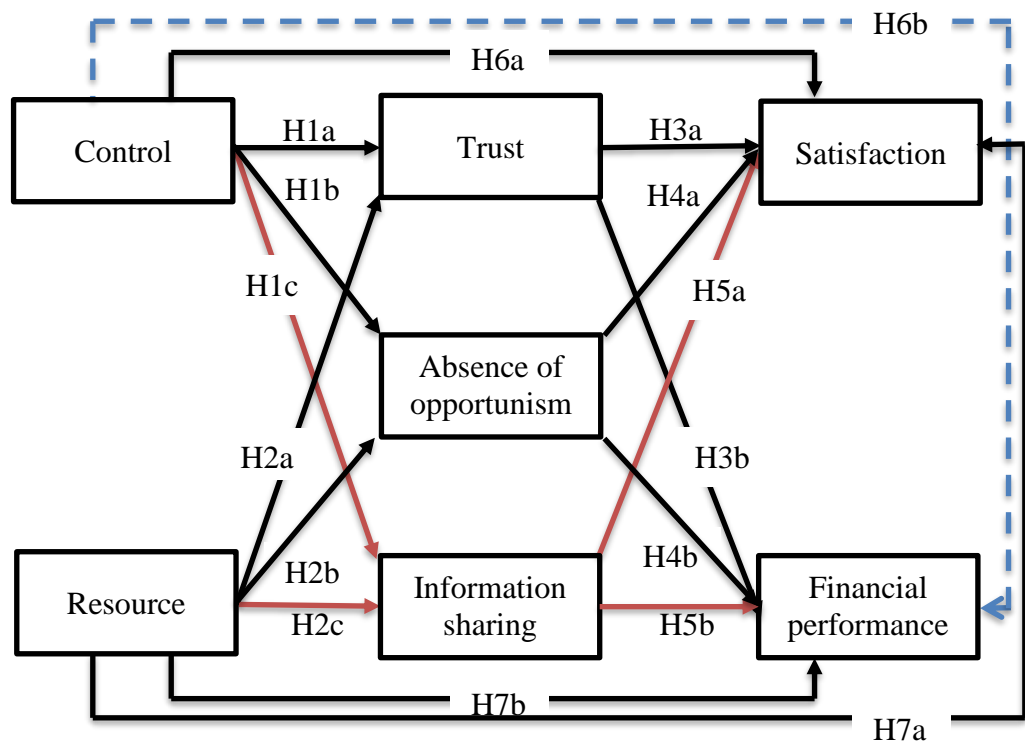 H6b
H6a
Control
H1a
Trust
H3a
Satisfaction
H1b
H4a
H1c
H5a
Absence of
opportunism
H2a
H3b
Resource
H2b
H2c
Information
sharing
H4b
H5b
Financial
performance
H7b
H7a